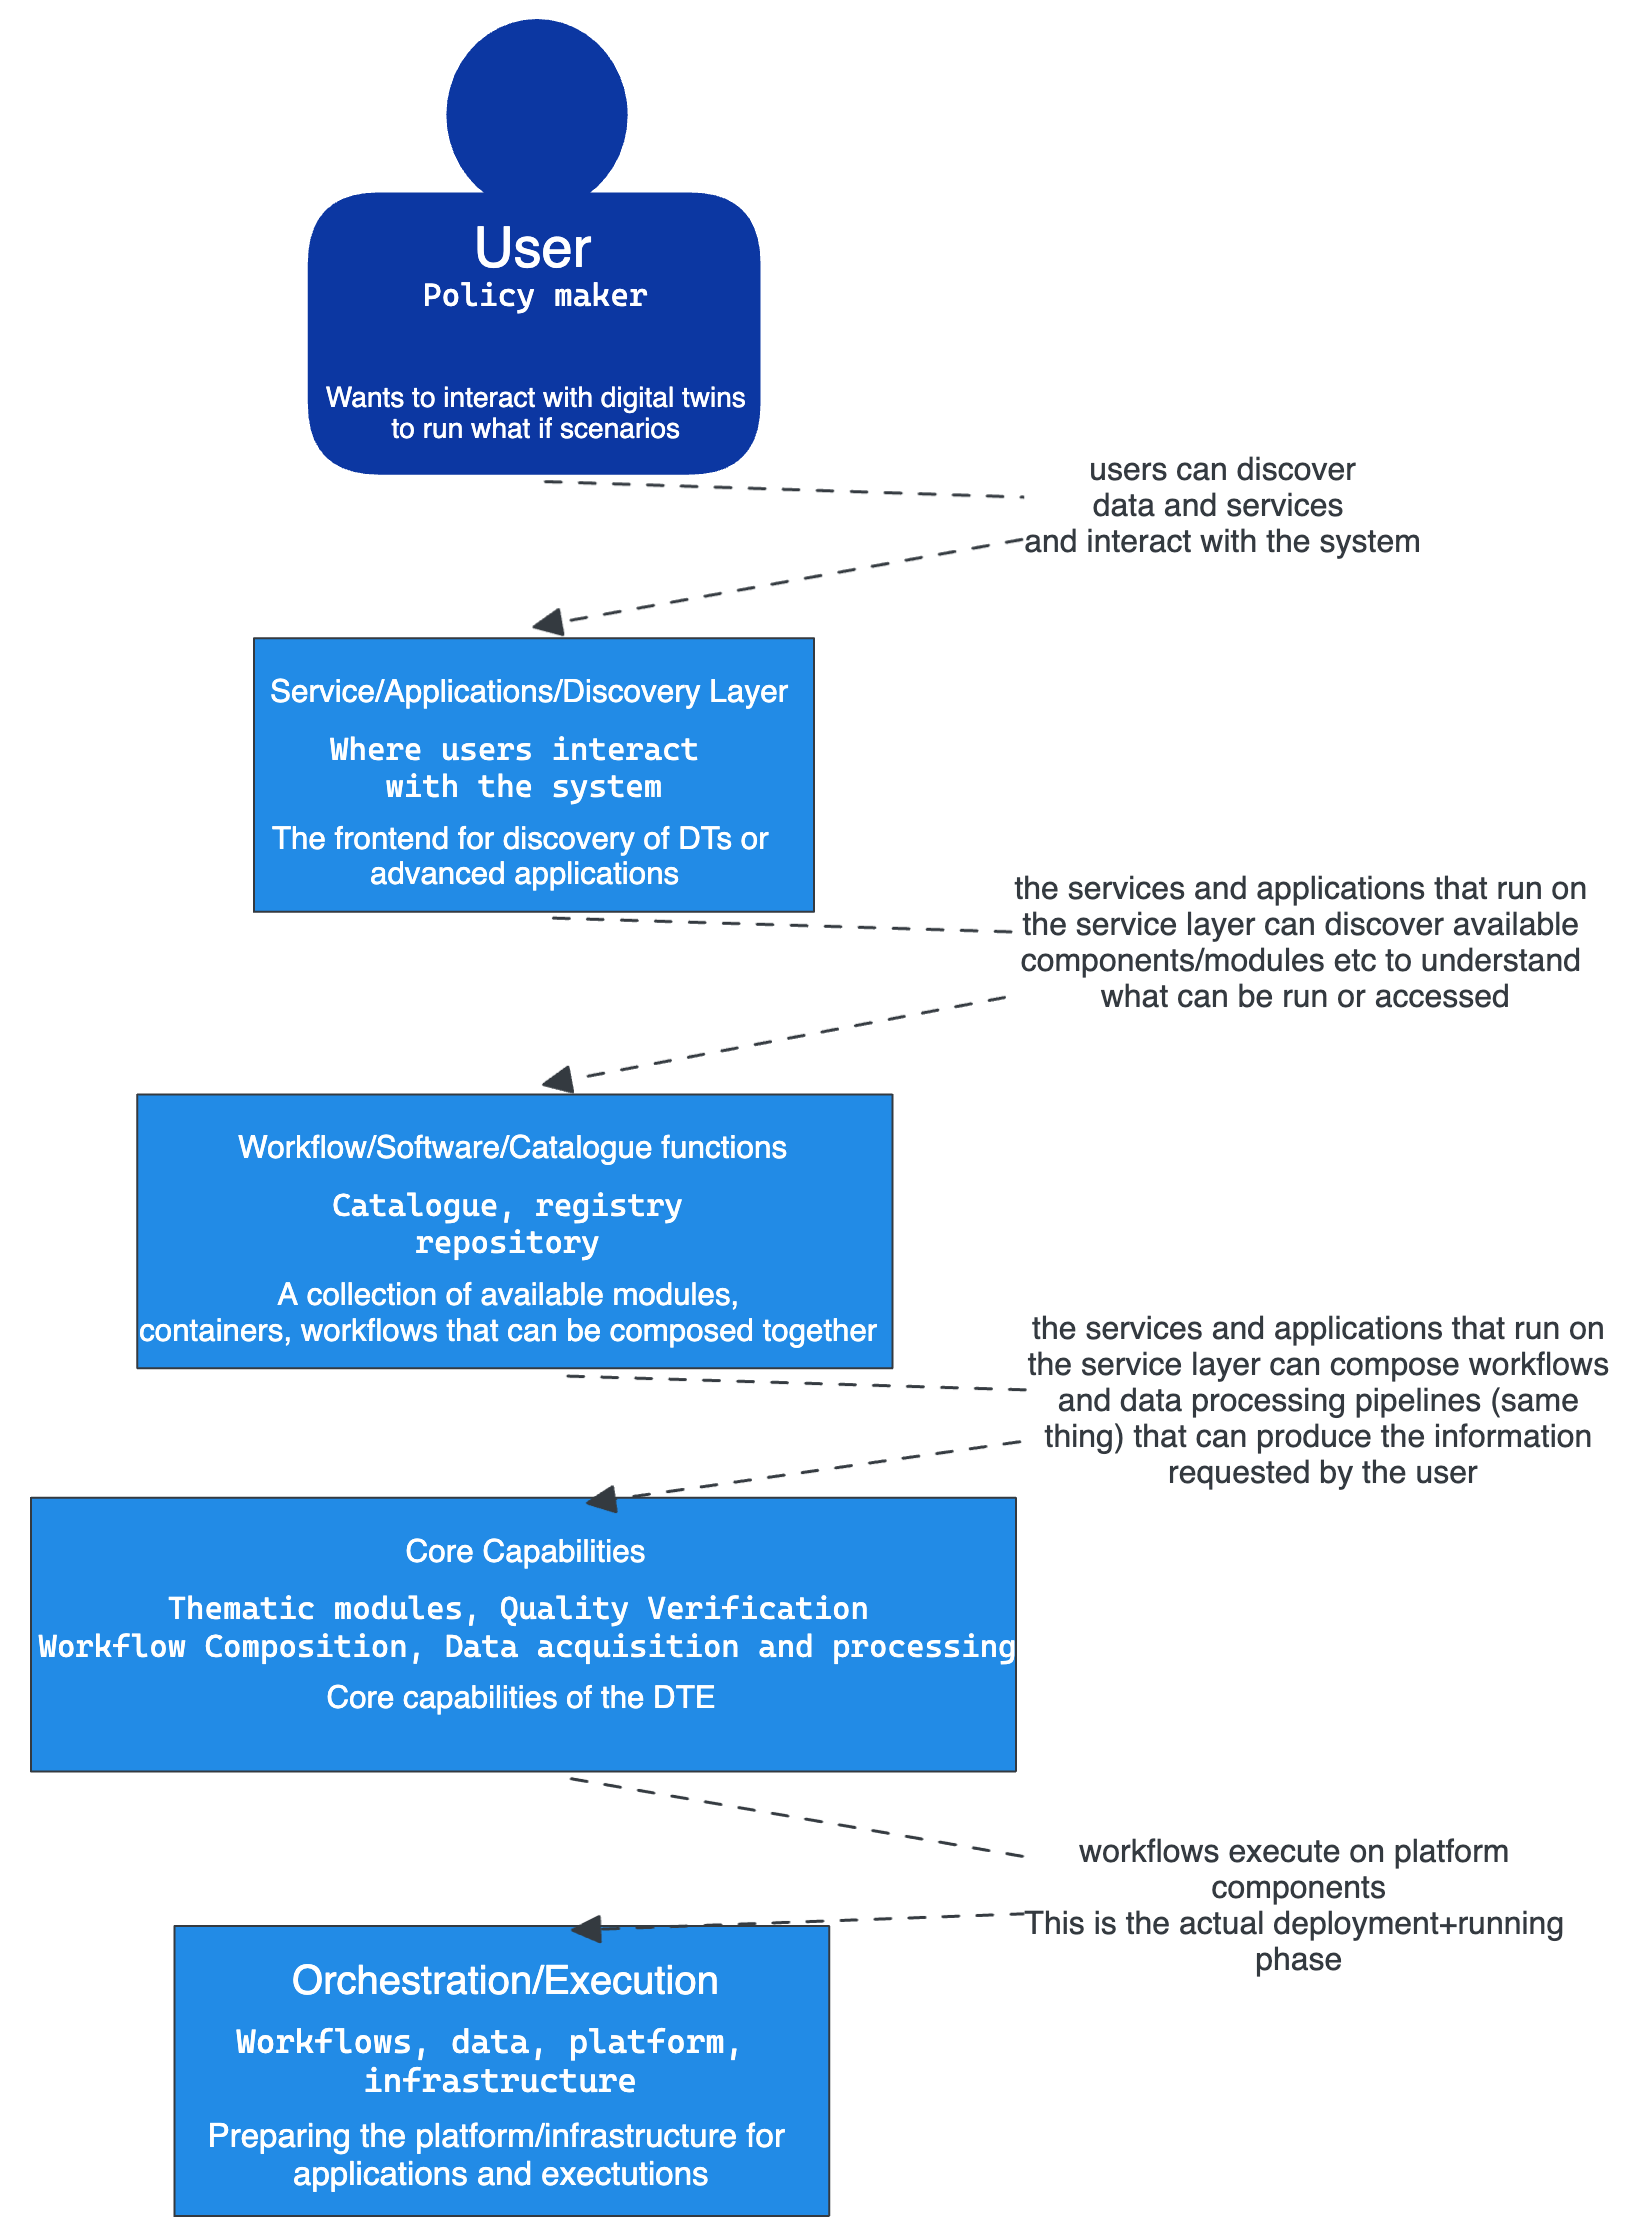 User
Policy maker
Wants to interact with digital twins
to run what if scenarios
users can discover
data and services
and interact with the system
Service/Applications/Discovery Layer
Where users interact
with the system
The frontend for discovery of DTs or
advanced applications
the services and applications that run on
the service layer can discover available
components/modules etc to understand
what can be run or accessed
Workflow/Software/Catalogue functions
Catalogue, registry
repository
A collection of available modules,
containers, workflows that can be composed together
the services and applications that run on
the service layer can compose workflows
and data processing pipelines (same
thing) that can produce the information
requested by the user
Core Capabilities
Thematic modules, Quality Verification
Workflow Composition, Data acquisition and processing
Core capabilities of the DTE
workflows execute on platform
components
This is the actual deployment+running
phase
Orchestration/Execution
Workflows, data, platform,
infrastructure
Preparing the platform/infrastructure for
applications and exectutions